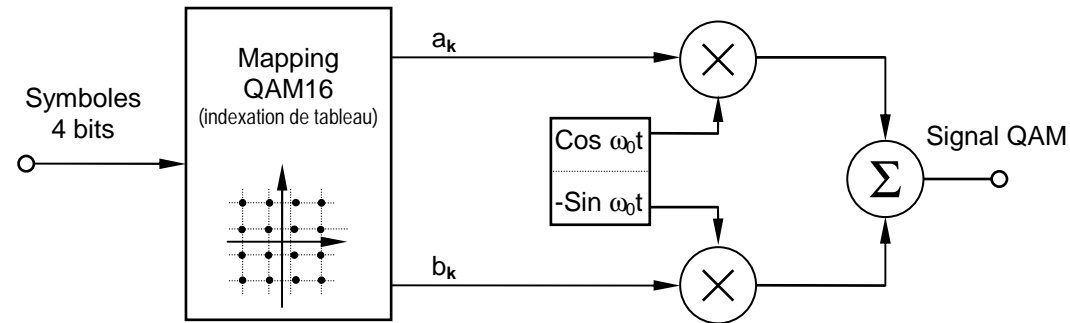 Symboles
4 bits
Mapping
QAM16
(indexation de tableau)
aₖ
bₖ
Cos ω₀t
-Sin ω₀t
Σ
Signal QAM